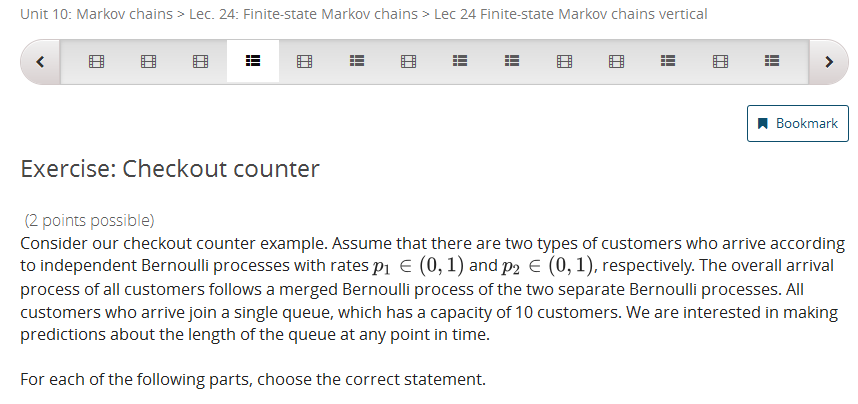 Unit 10: Markov chains > Lec. 24: Finite-state Markov chains > Lec 24 Finite-state Markov chains vertical
Bookmark
Exercise: Checkout counter
(2 points possible)
Consider our checkout counter example. Assume that there are two types of customers who arrive according
to independent Bernoulli processes with rates p₁ ∈ (0, 1) and p₂ ∈ (0, 1), respectively. The overall arrival
process of all customers follows a merged Bernoulli process of the two separate Bernoulli processes. All
customers who arrive join a single queue, which has a capacity of 10 customers. We are interested in making
predictions about the length of the queue at any point in time.
For each of the following parts, choose the correct statement.